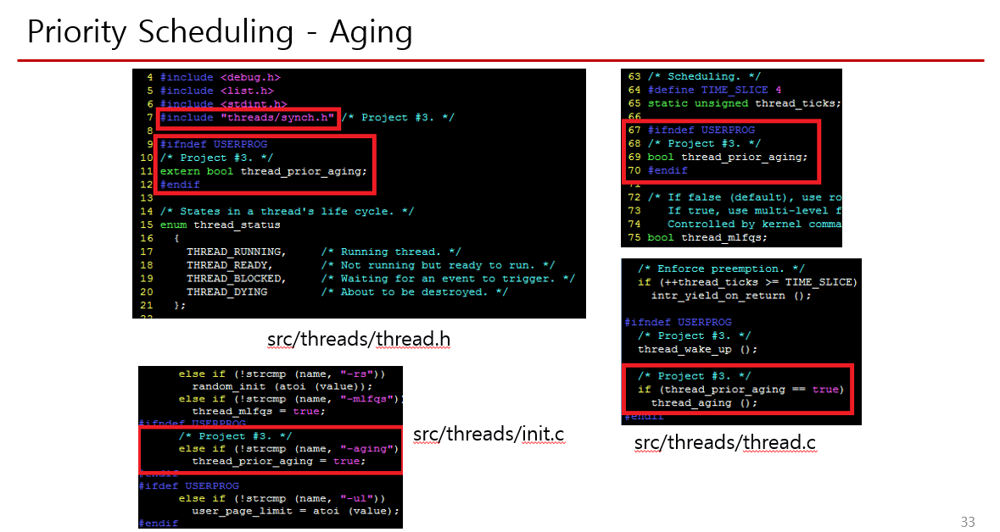 Priority Scheduling - Aging
4 #include <debug.h>
5 #include <list.h>
6 #include <stdint.h>
7 #include "threads/synch.h" /* Project #3. */
8
9 #ifndef USERPROG
10 /* Project #3. */
11 extern bool thread_prior_aging;
12 #endif
13
14 /* States in a thread's life cycle. */
15 enum thread_status
16 {
17 THREAD_RUNNING, /* Running thread. */
18 THREAD_READY, /* Not running but ready to run. */
19 THREAD_BLOCKED, /* Waiting for an event to trigger. */
20 THREAD_DYING /* About to be destroyed. */
21 };
22
src/threads/thread.h
63 /* Scheduling. */
64 #define TIME_SLICE 4
65 static unsigned thread_ticks;
66
67 #ifndef USERPROG
68 /* Project #3. */
69 bool thread_prior_aging;
70 #endif
71
72 /* If false (default), use ro
73 If true, use multi-level f
74 Controlled by kernel comma
75 bool thread_mlfqs;
/* Enforce preemption. */
if (++thread_ticks >= TIME_SLICE)
intr_yield_on_return ();
#ifndef USERPROG
/* Project #3. */
thread_wake_up ();
/* Project #3. */
if (thread_prior_aging == true)
thread_aging ();
#endif
src/threads/thread.c
else if (!strcmp (name, "-rs"))
random_init (atoi (value));
else if (!strcmp (name, "-mlfqs"))
thread_mlfqs = true;
#ifndef USERPROG
/* Project #3. */
else if (!strcmp (name, "-aging")
thread_prior_aging = true;
#endif
#ifdef USERPROG
else if (!strcmp (name, "-ul"))
user_page_limit = atoi (value);
#endif
src/threads/init.c
33